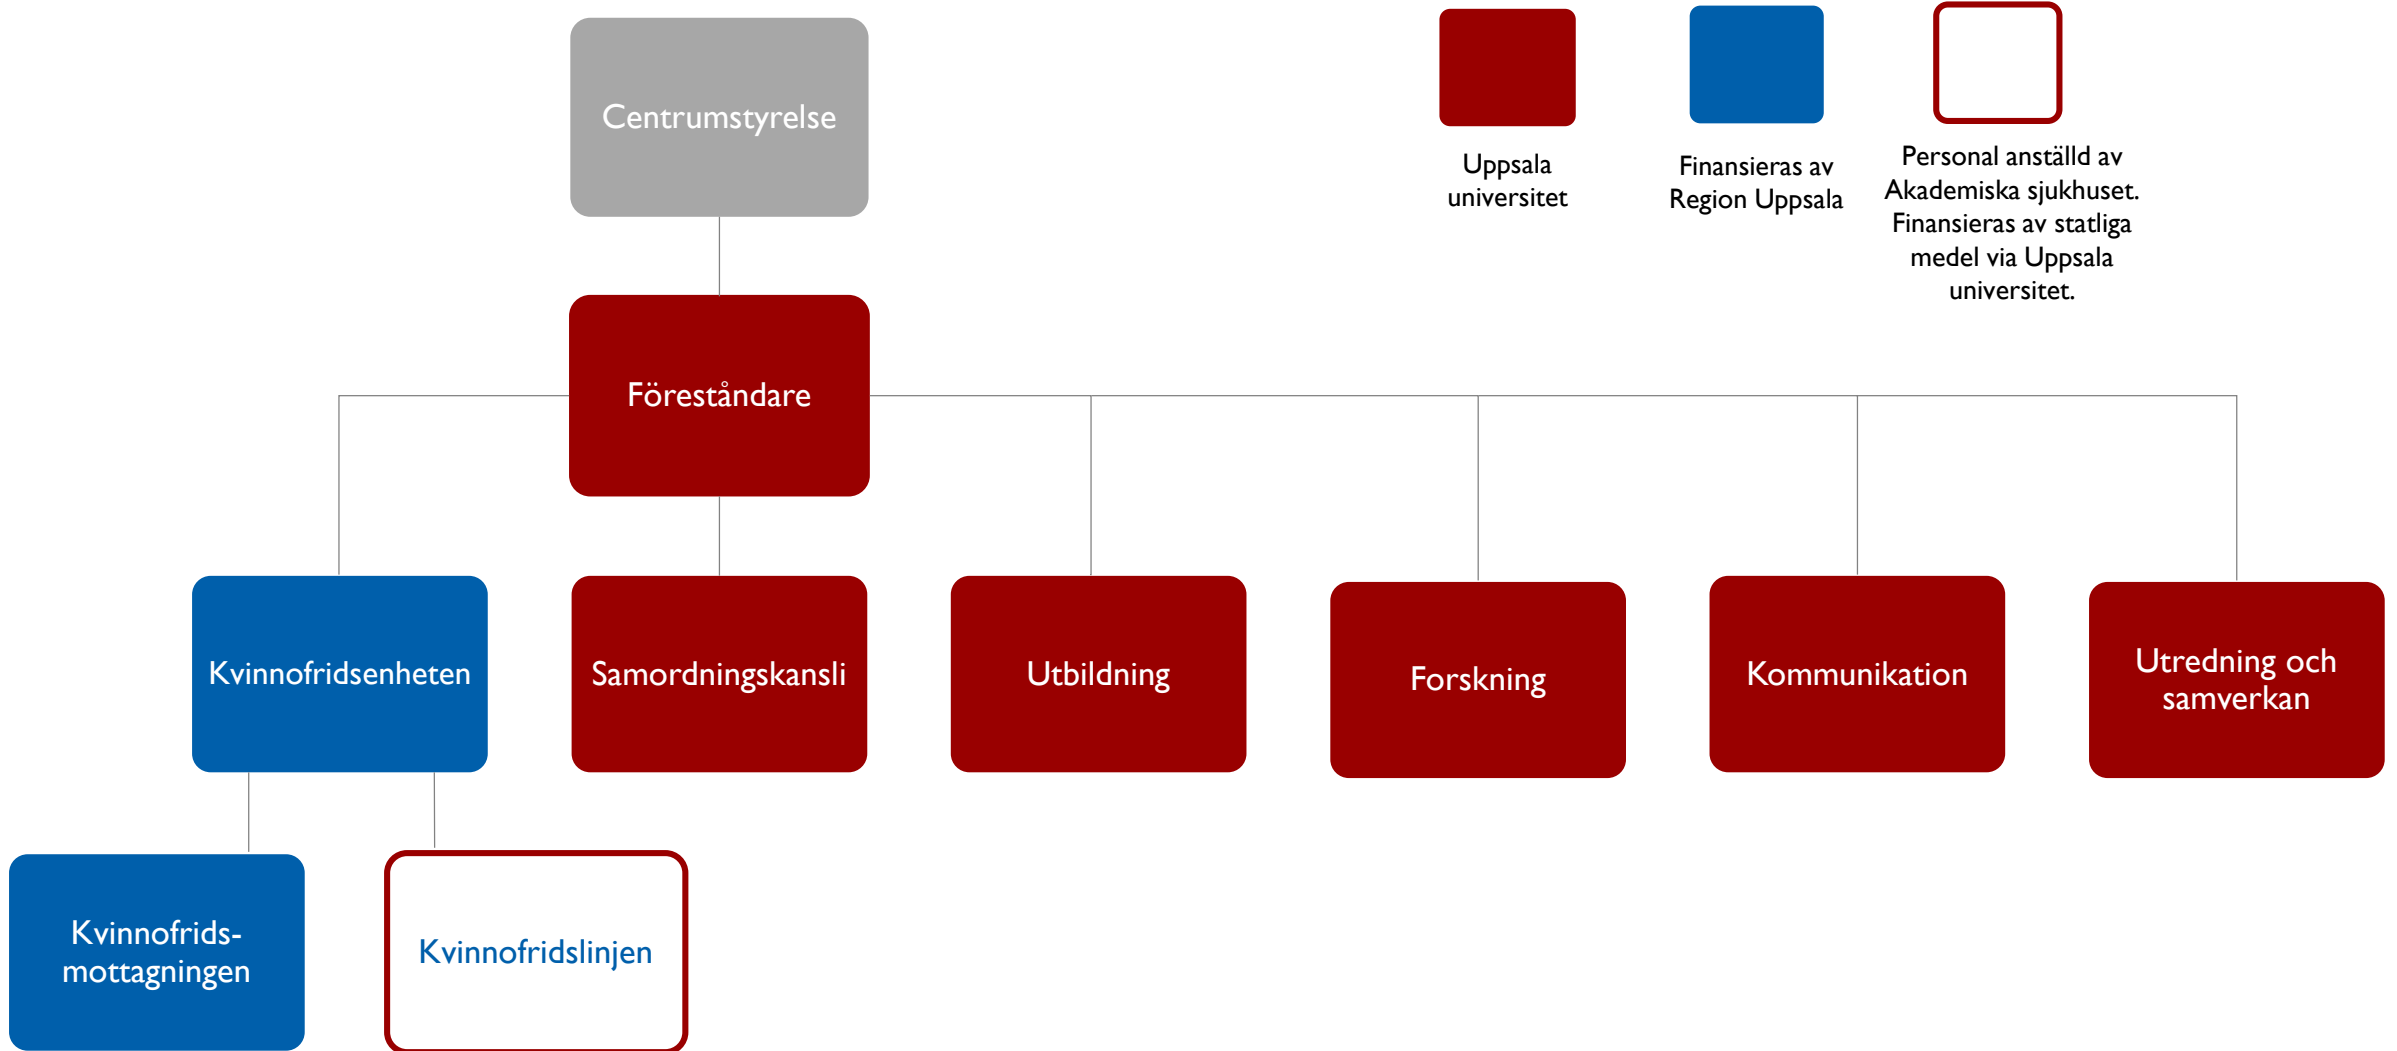 Centrumstyrelse
Uppsala
universitet
Finansieras av
Region Uppsala
Personal anställd av
Akademiska sjukhuset.
Finansieras av statliga
medel via Uppsala
universitet.
Föreståndare
Kvinnofridsenheten
Samordningskansli
Utbildning
Forskning
Kommunikation
Utredning och
samverkan
Kvinnofrids-
mottagningen
Kvinnofridslinjen